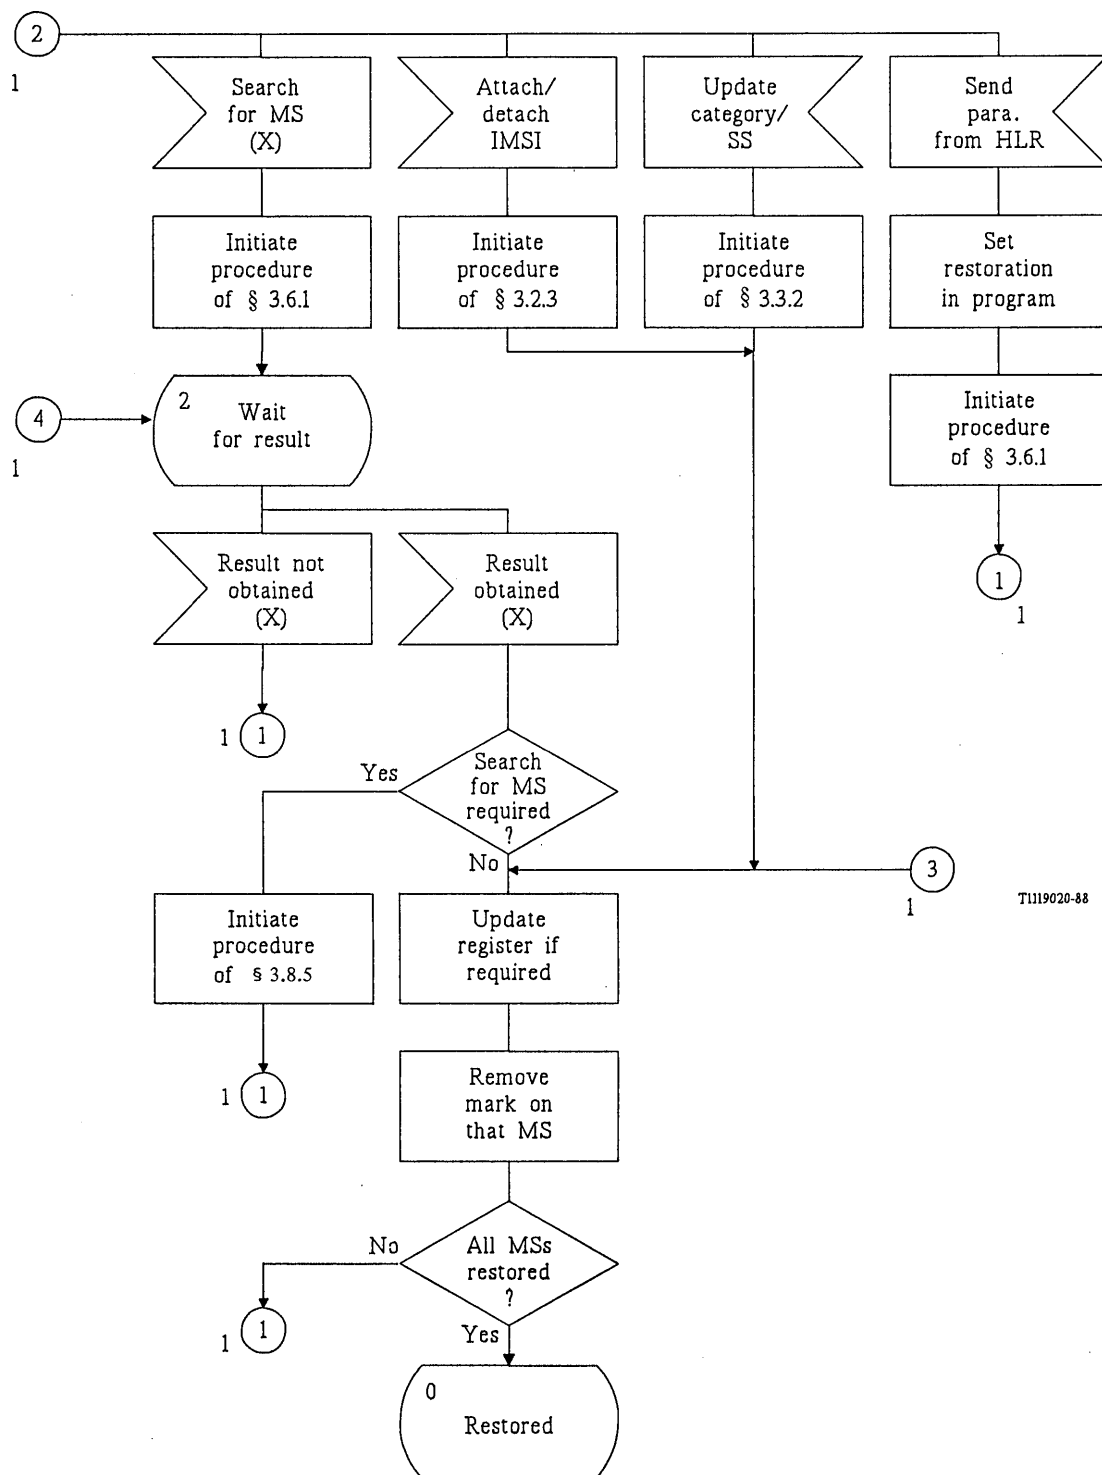 2
1
Search
for MS
(X)
Attach/
detach
IMSI
Update
category/
SS
Send
para.
from HLR
Initiate
procedure
of § 3.6.1
Initiate
procedure
of § 3.2.3
Initiate
procedure
of § 3.3.2
Set
restoration
in program
4
1
2
Wait
for result
Initiate
procedure
of § 3.6.1
Result not
obtained
(X)
Result
obtained
(X)
1
1
1
1
Search
for MS
required
?
Yes
No
3
1
T1119020-88
Initiate
procedure
of § 3.8.5
Update
register if
required
1
1
Remove
mark on
that MS
All MSs
restored
?
No
1
1
Yes
0
Restored